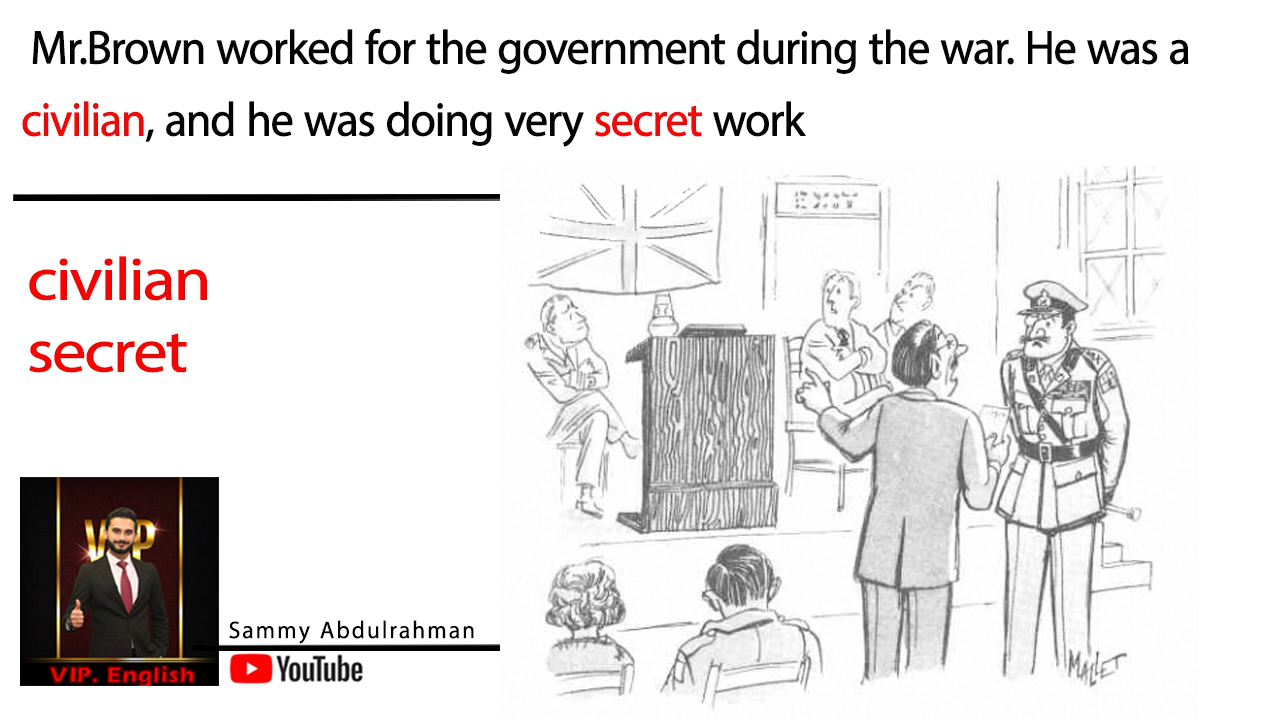 Mr.Brown worked for the government during the war. He was a
civilian, and he was doing very secret work
civilian
secret
VIP
VIP. English
Sammy Abdulrahman
YouTube
MALLET